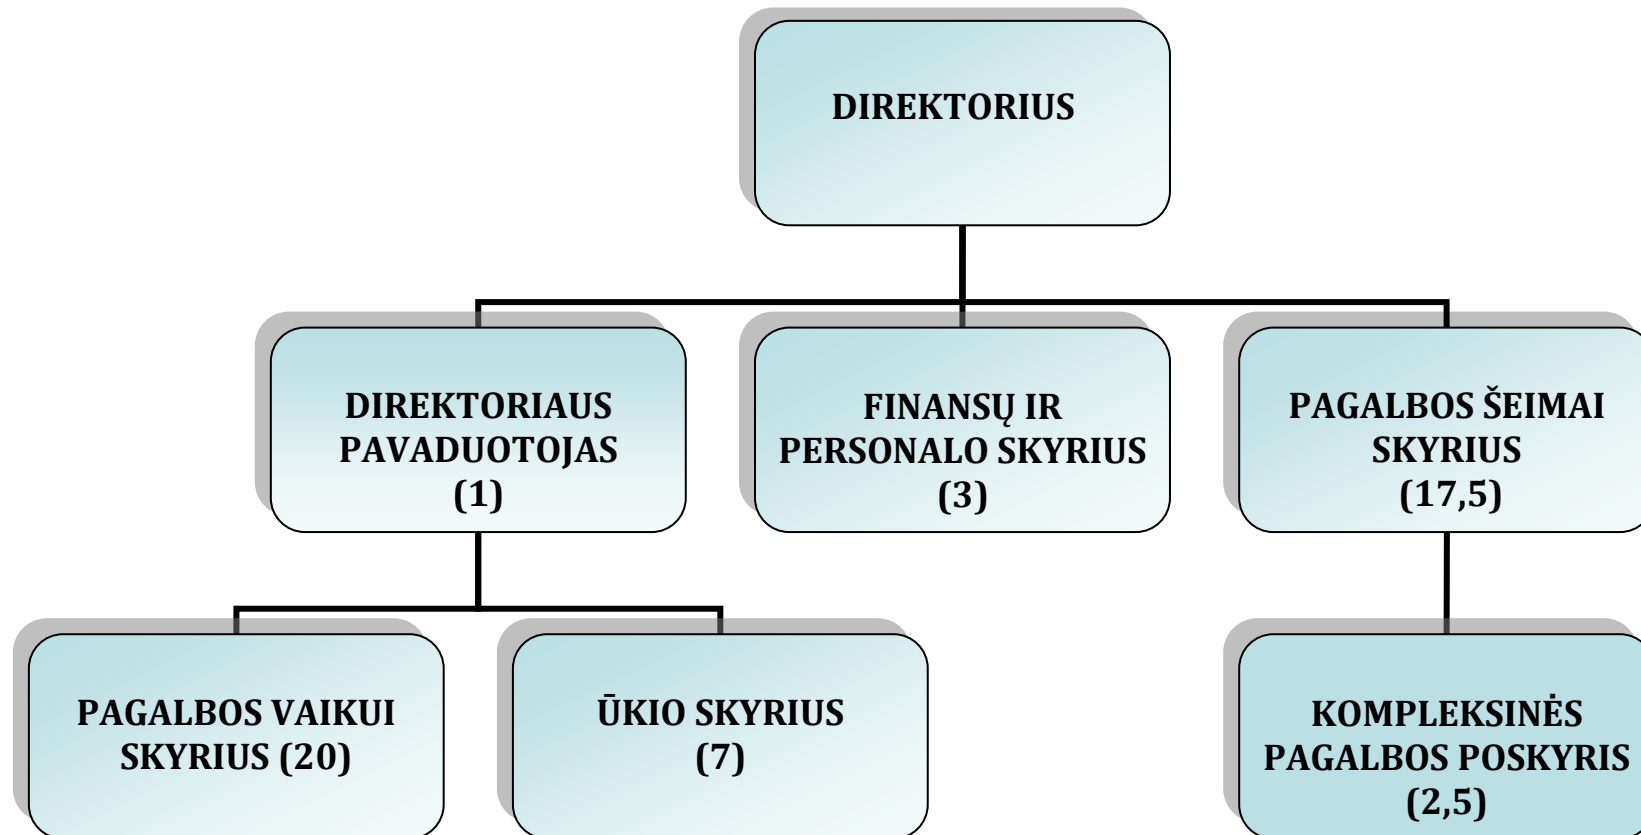 DIREKTORIUS
DIREKTORIAUS
PAVADUOTOJAS
(1)
FINANSŲ IR
PERSONALO SKYRIUS
(3)
PAGALBOS ŠEIMAI
SKYRIUS
(17,5)
PAGALBOS VAIKUI
SKYRIUS (20)
ŪKIO SKYRIUS
(7)
KOMPLEKSINĖS
PAGALBOS POSKYRIS
(2,5)